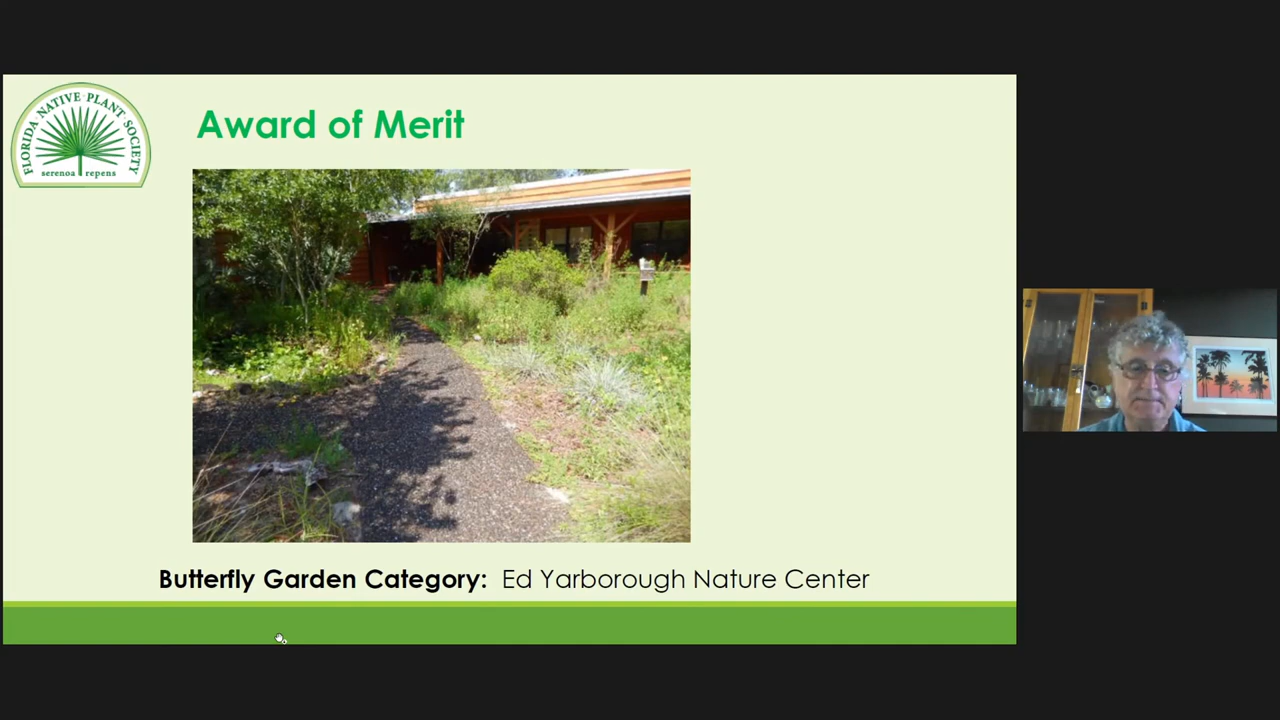 FLORIDA NATIVE PLANT SOCIETY
serenoa repens
Award of Merit
Butterfly Garden Category: Ed Yarborough Nature Center